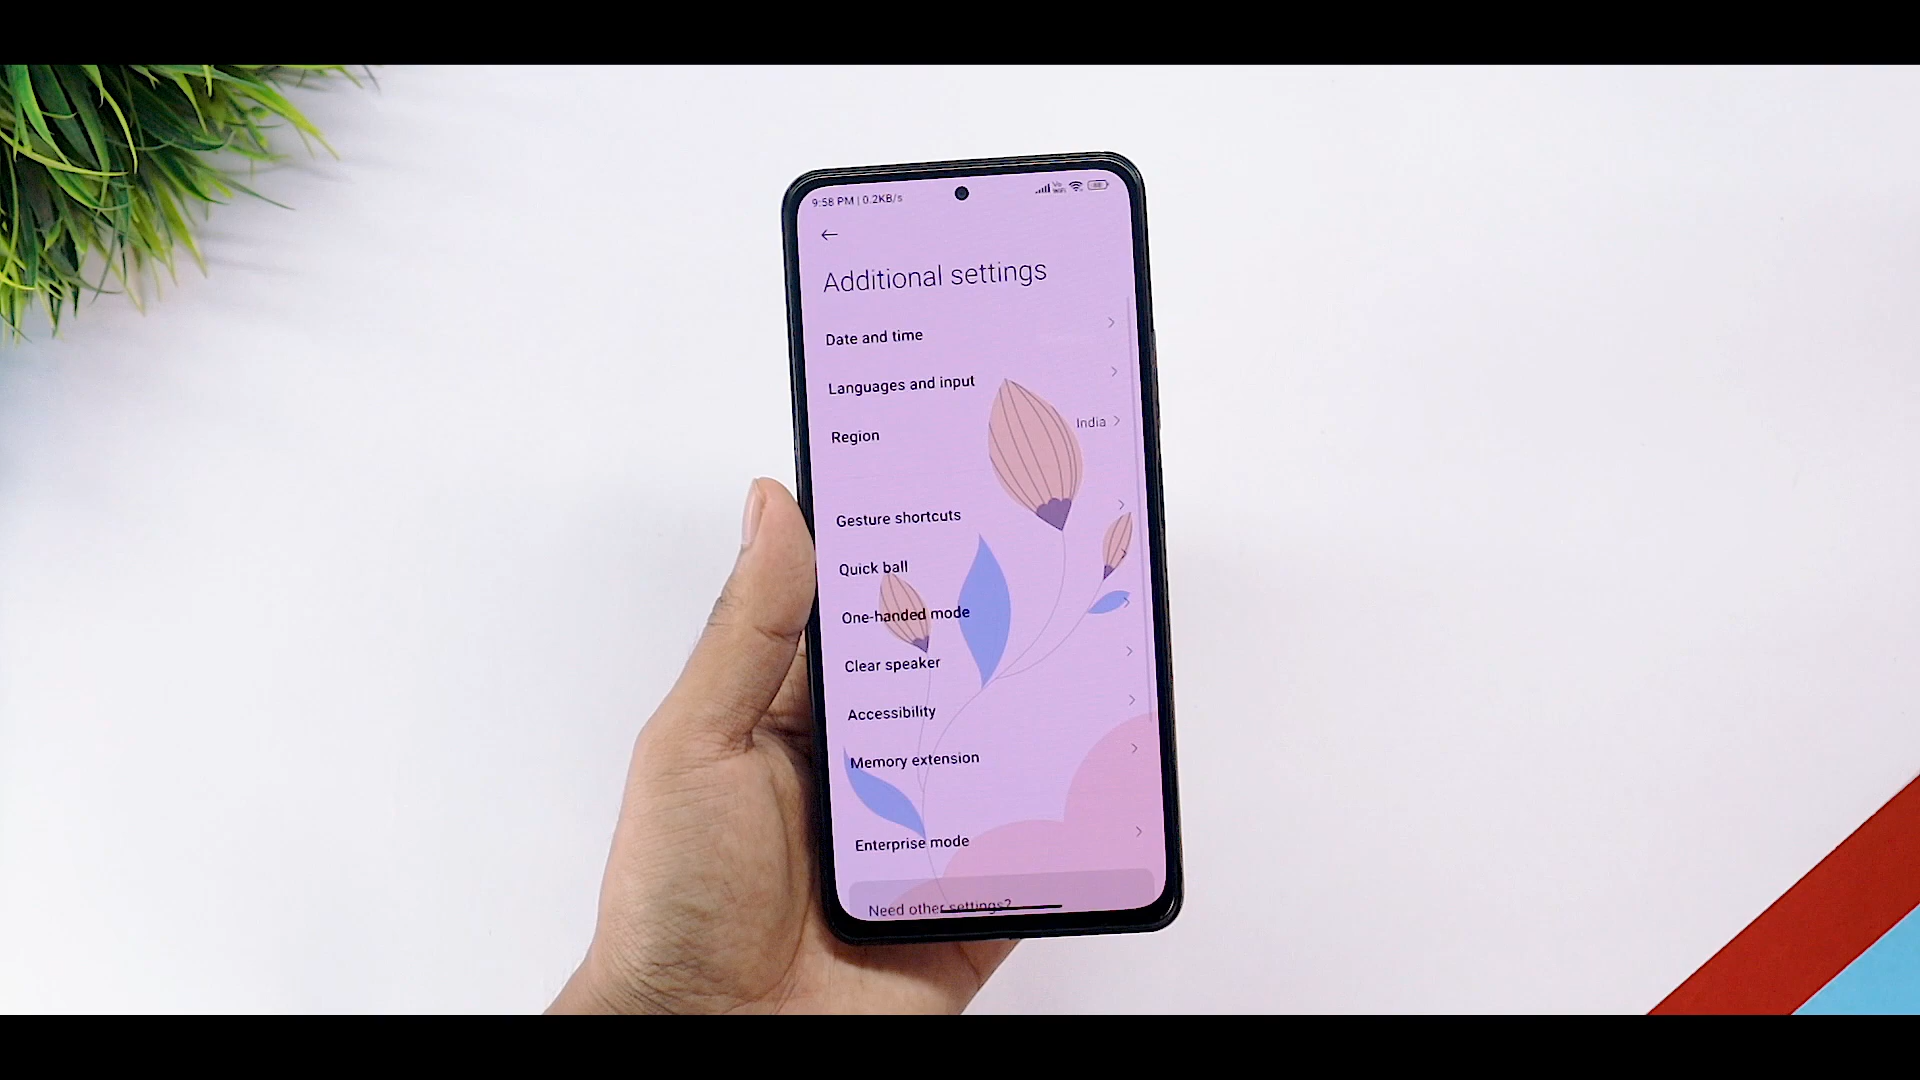 9:58 PM | 0.2KB/s
Additional settings
Date and time
Languages and input
Region
India
Gesture shortcuts
Quick ball
One-handed mode
Clear speaker
Accessibility
Memory extension
Enterprise mode
Need other settings?